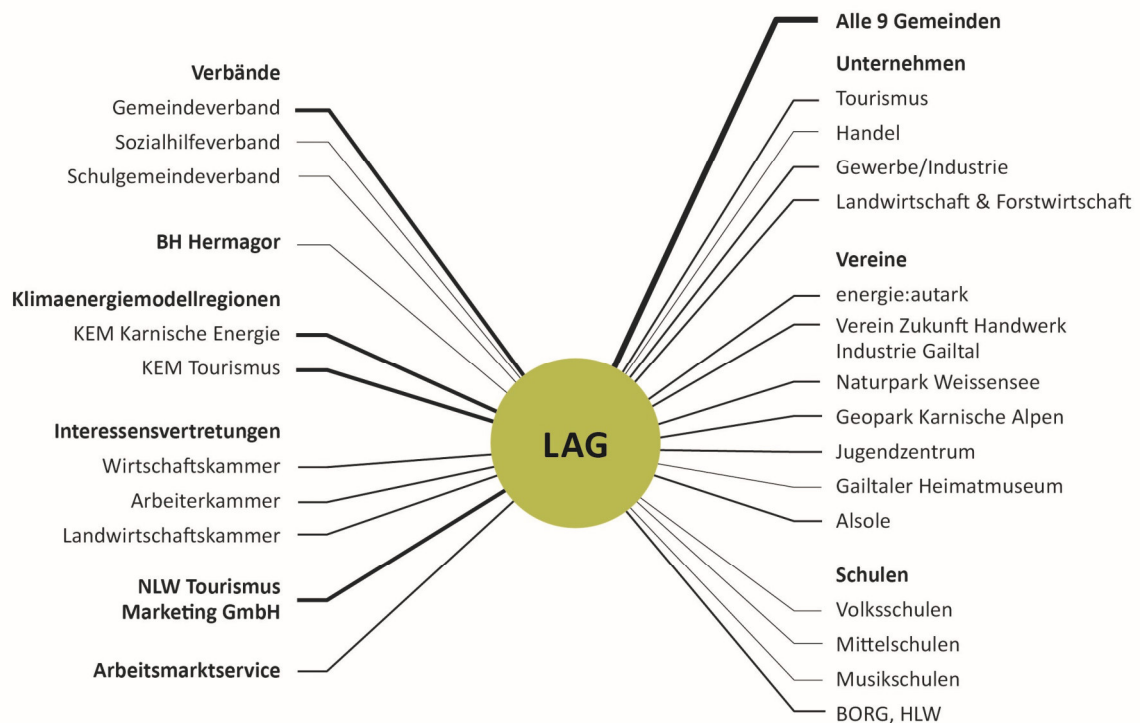 Verbände
Gemeindeverband
Sozialhilfeverband
Schulgemeindeverband
BH Hermagor
Klimaenergiemodellregionen
KEM Karnische Energie
KEM Tourismus
Interessensvertretungen
Wirtschaftskammer
Arbeiterkammer
Landwirtschaftskammer
NLW Tourismus
Marketing GmbH
Arbeitsmarktservice
LAG
Alle 9 Gemeinden
Unternehmen
Tourismus
Handel
Gewerbe/Industrie
Landwirtschaft & Forstwirtschaft
Vereine
energie:autark
Verein Zukunft Handwerk
Industrie Gailtal
Naturpark Weissensee
Geopark Karnische Alpen
Jugendzentrum
Gailtaler Heimatmuseum
Alsole
Schulen
Volksschulen
Mittelschulen
Musikschulen
BORG, HLW